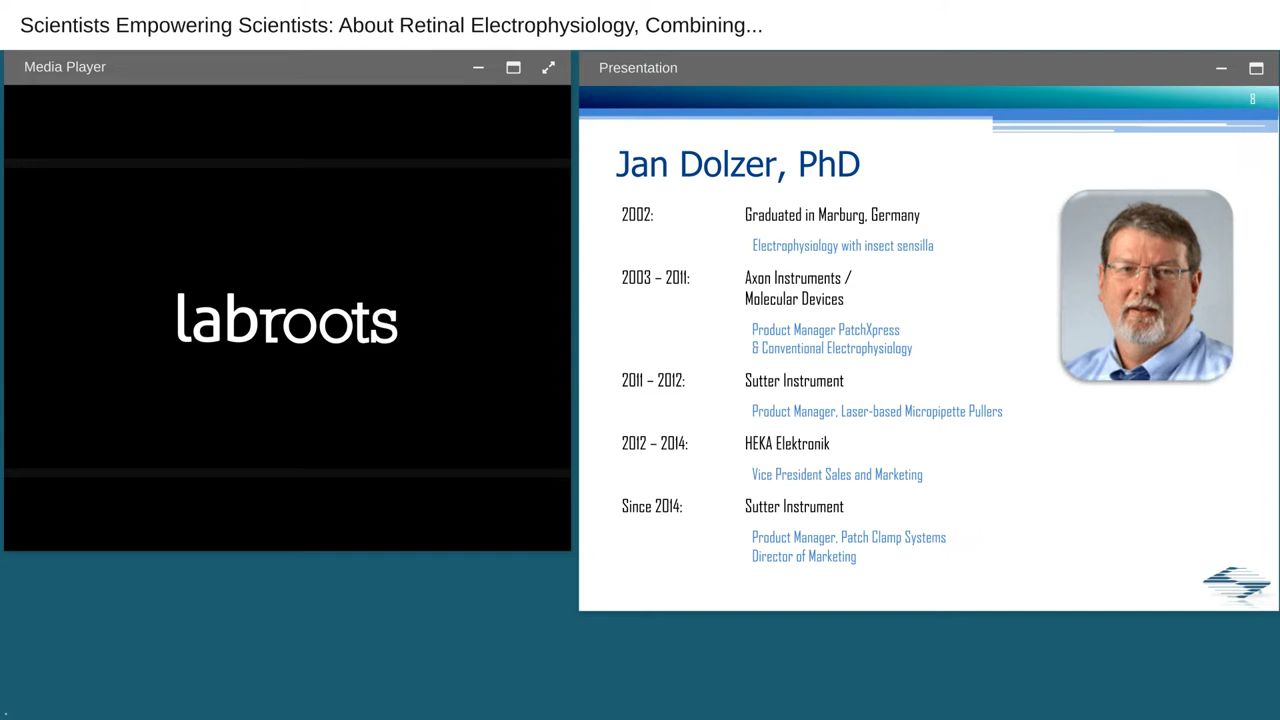 Scientists Empowering Scientists: About Retinal Electrophysiology, Combining...
Media Player
labroots
Presentation
8
Jan Dolzer, PhD
2002: Graduated in Marburg, Germany
Electrophysiology with insect sensilla
2003 – 2011: Axon Instruments /
Molecular Devices
Product Manager PatchXpress
& Conventional Electrophysiology
2011 – 2012: Sutter Instrument
Product Manager, Laser-based Micropipette Pullers
2012 – 2014: HEKA Elektronik
Vice President Sales and Marketing
Since 2014: Sutter Instrument
Product Manager, Patch Clamp Systems
Director of Marketing